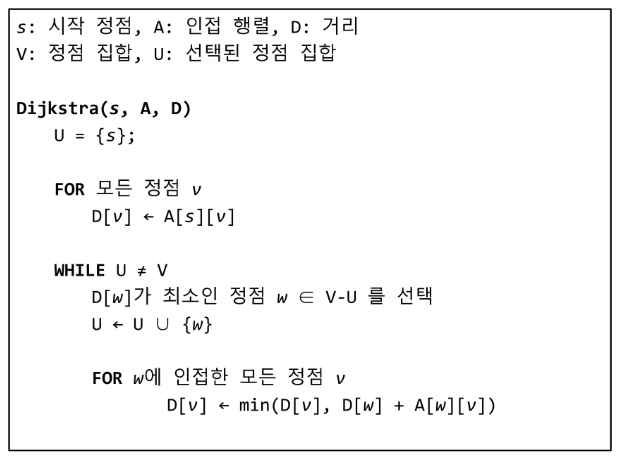 s: 시작 정점, A: 인접 행렬, D: 거리
V: 정점 집합, U: 선택된 정점 집합
Dijkstra(s, A, D)
U = {s};
FOR 모든 정점 v
D[v] ← A[s][v]
WHILE U ≠ V
D[w]가 최소인 정점 w ∈ V-U 를 선택
U ← U ∪ {w}
FOR w에 인접한 모든 정점 v
D[v] ← min(D[v], D[w] + A[w][v])